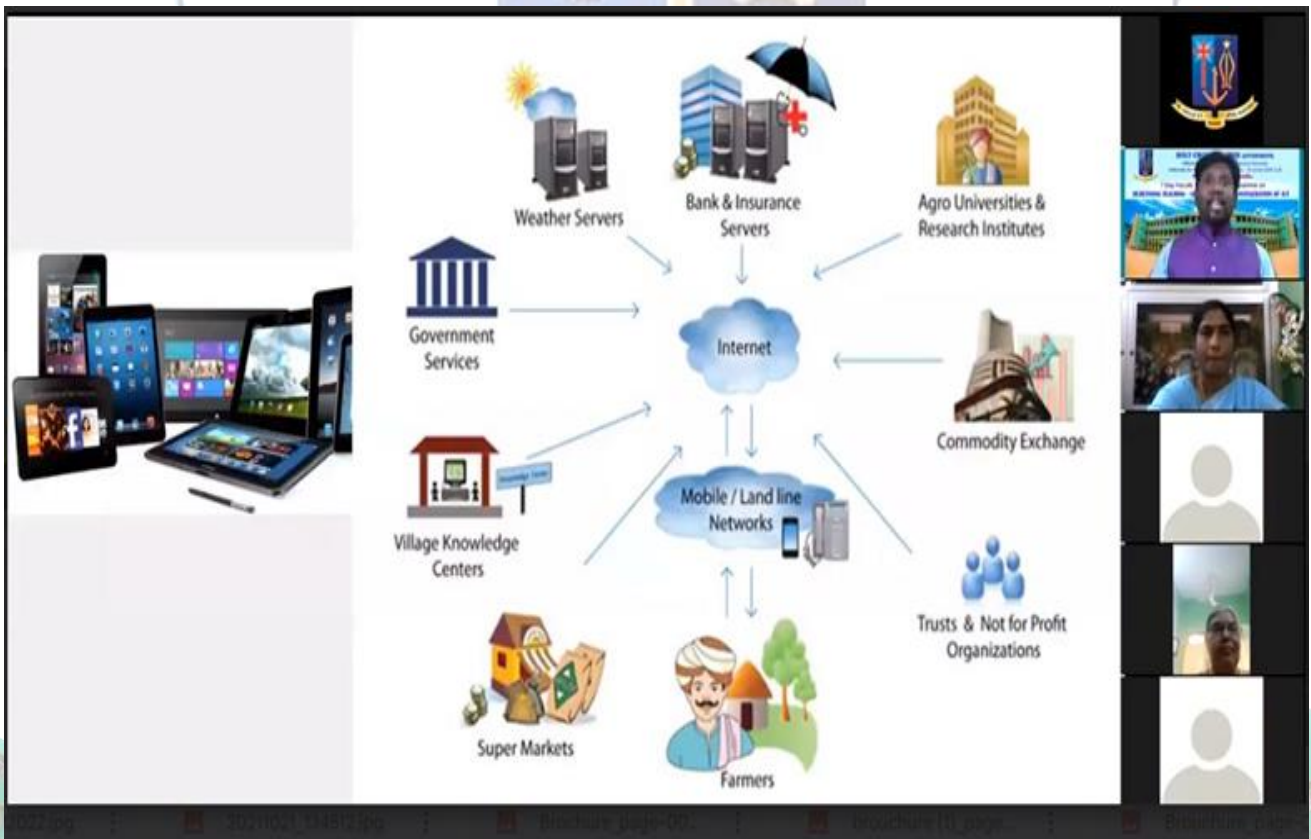 Weather Servers
Bank & Insurance
Servers
Agro Universities &
Research Institutes
Government
Services
Internet
Commodity Exchange
Village Knowledge
Centers
Mobile / Land line
Networks
Trusts & Not for Profit
Organizations
Super Markets
Farmers